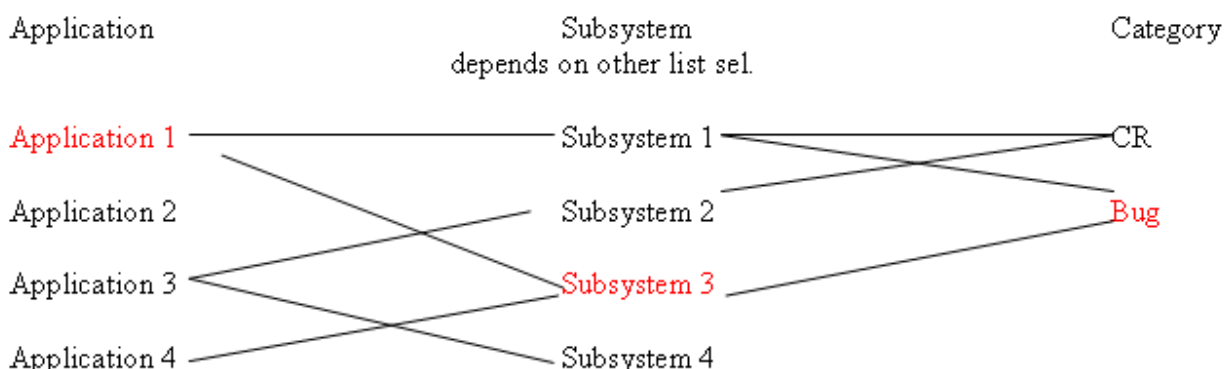 Application Subsystem Category
depends on other list sel.
Application 1 Subsystem 1 CR
Application 2 Subsystem 2 Bug
Application 3 Subsystem 3
Application 4 Subsystem 4